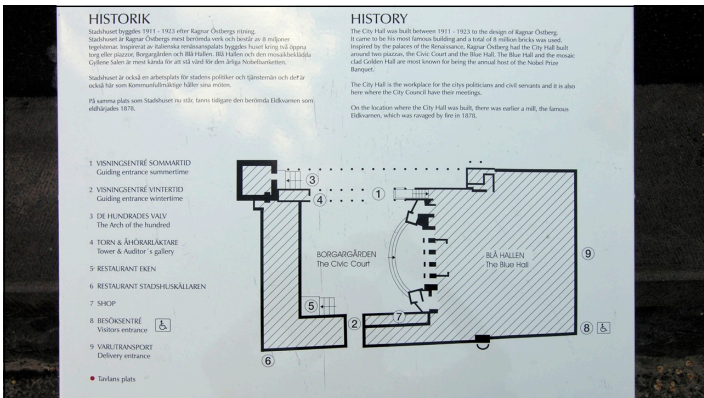 HISTORIK
Stadshuset byggdes 1911 - 1923 efter Ragnar Östbergs ritning.
Stadshuset är Ragnar Östbergs mest berömda verk och består av 8 miljoner
tegelstenar. Inspirerat av italienska renässanspalats byggdes huset kring två öppna
torg eller piazzor, Borgargården och Blå Hallen. Blå Hallen och den mosaikbeklädda
Gyllene Salen är mest kända för att stå värd för den årliga Nobelbanketten.
Stadshuset är också en arbetsplats för stadens politiker och tjänstemän och det är
också här som Kommunfullmäktige håller sina möten.
På samma plats som Stadshuset nu står, fanns tidigare den berömda Eldkvarnen som
eldhärjades 1878.
HISTORY
The City Hall was built between 1911 - 1923 to the design of Ragnar Östberg.
It came to be his most famous building and a total of 8 million bricks was used.
Inspired by the palaces of the Renaissance, Ragnar Östberg had the City Hall built
around two piazzas, the Civic Court and the Blue Hall. The Blue Hall and the mosaic
clad Golden Hall are most known for being the annual host of the Nobel Prize
Banquet.
The City Hall is the workplace for the citys politicians and civil servants and it is also
here where the City Council have their meetings.
On the location where the City Hall was built, there was earlier a mill, the famous
Eldkvarnen, which was ravaged by fire in 1878.
1 VISNINGSENTRÉ SOMMARTID
Guiding entrance summertime
2 VISNINGSENTRÉ VINTERTID
Guiding entrance wintertime
3 DE HUNDRADES VALV
The Arch of the hundred
4 TORN & ÅHÖRARLÄKTARE
Tower & Auditor´s gallery
5 RESTAURANT EKEN
6 RESTAURANT STADSHUSKÄLLAREN
7 SHOP
8 BESÖKSENTRÉ
Visitors entrance
9 VARUTRANSPORT
Delivery entrance
Tavlans plats
3
1
4
BORGARGÅRDEN
The Civic Court
BLÅ HALLEN
The Blue Hall
9
5
2
7
8
6